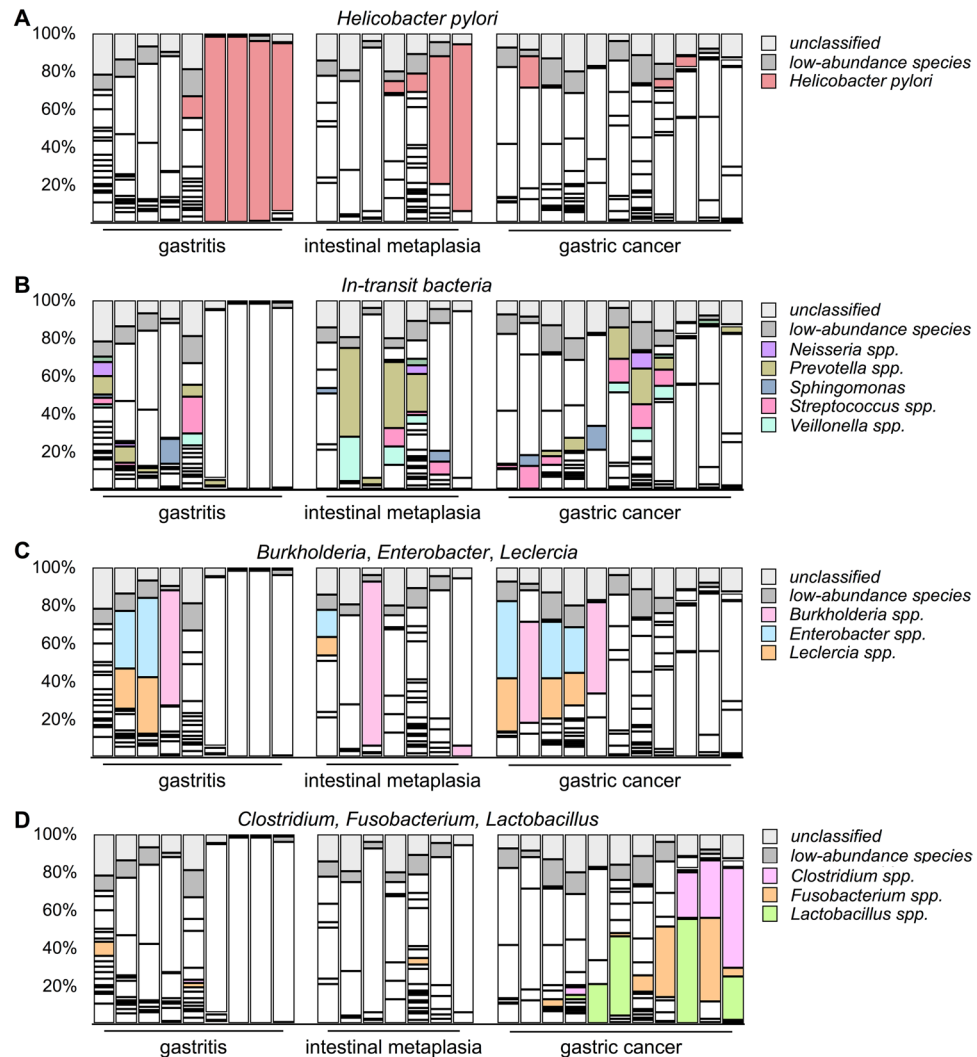 A
Helicobacter pylori
100%
80%
60%
40%
20%
unclassified
low-abundance species
Helicobacter pylori
gastritis
intestinal metaplasia
gastric cancer
B
In-transit bacteria
100%
80%
60%
40%
20%
unclassified
low-abundance species
Neisseria spp.
Prevotella spp.
Sphingomonas
Streptococcus spp.
Veillonella spp.
gastritis
intestinal metaplasia
gastric cancer
C
Burkholderia, Enterobacter, Leclercia
100%
80%
60%
40%
20%
unclassified
low-abundance species
Burkholderia spp.
Enterobacter spp.
Leclercia spp.
gastritis
intestinal metaplasia
gastric cancer
D
Clostridium, Fusobacterium, Lactobacillus
100%
80%
60%
40%
20%
unclassified
low-abundance species
Clostridium spp.
Fusobacterium spp.
Lactobacillus spp.
gastritis
intestinal metaplasia
gastric cancer